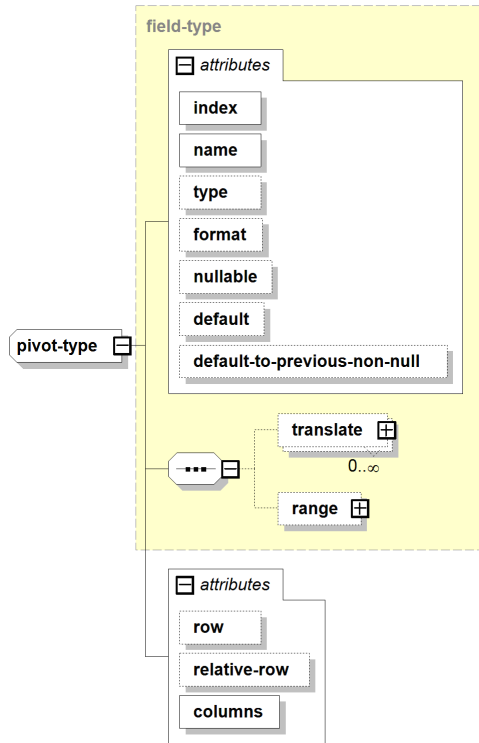 field-type
attributes
index
name
type
format
nullable
default
default-to-previous-non-null
pivot-type
translate
0..∞
range
attributes
row
relative-row
columns